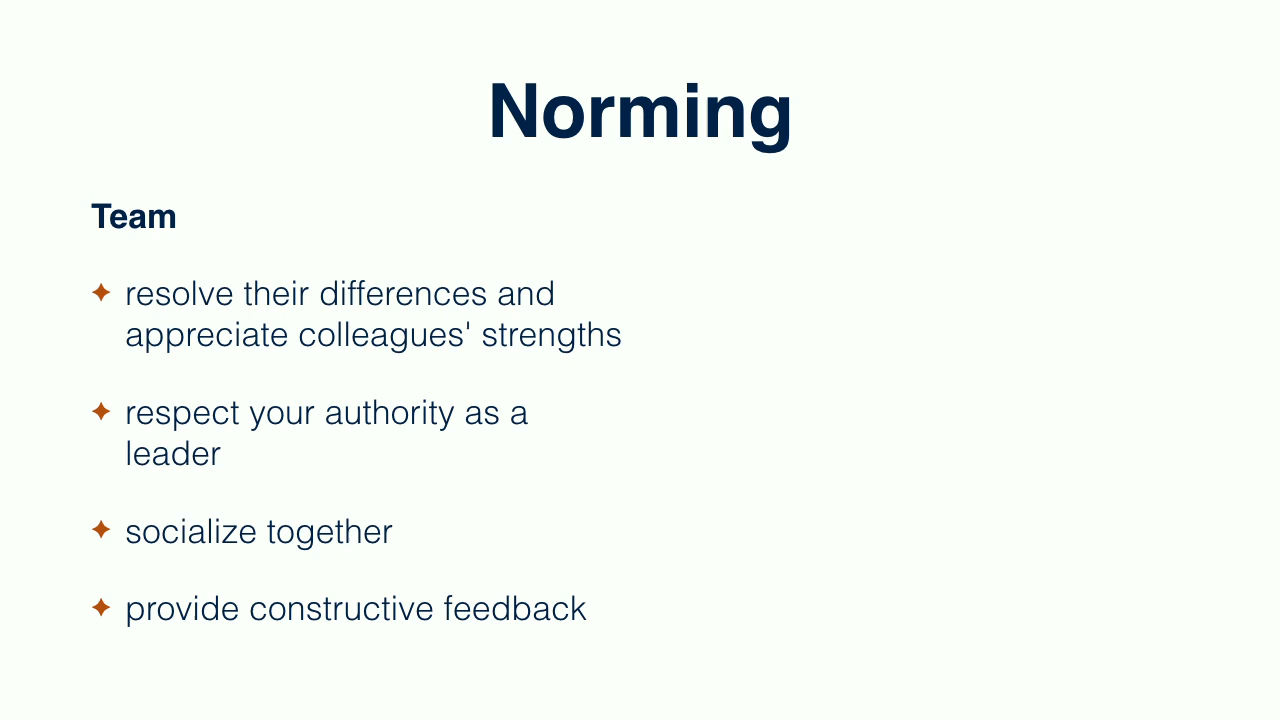 Norming
Team
✦ resolve their differences and
appreciate colleagues' strengths
✦ respect your authority as a
leader
✦ socialize together
✦ provide constructive feedback